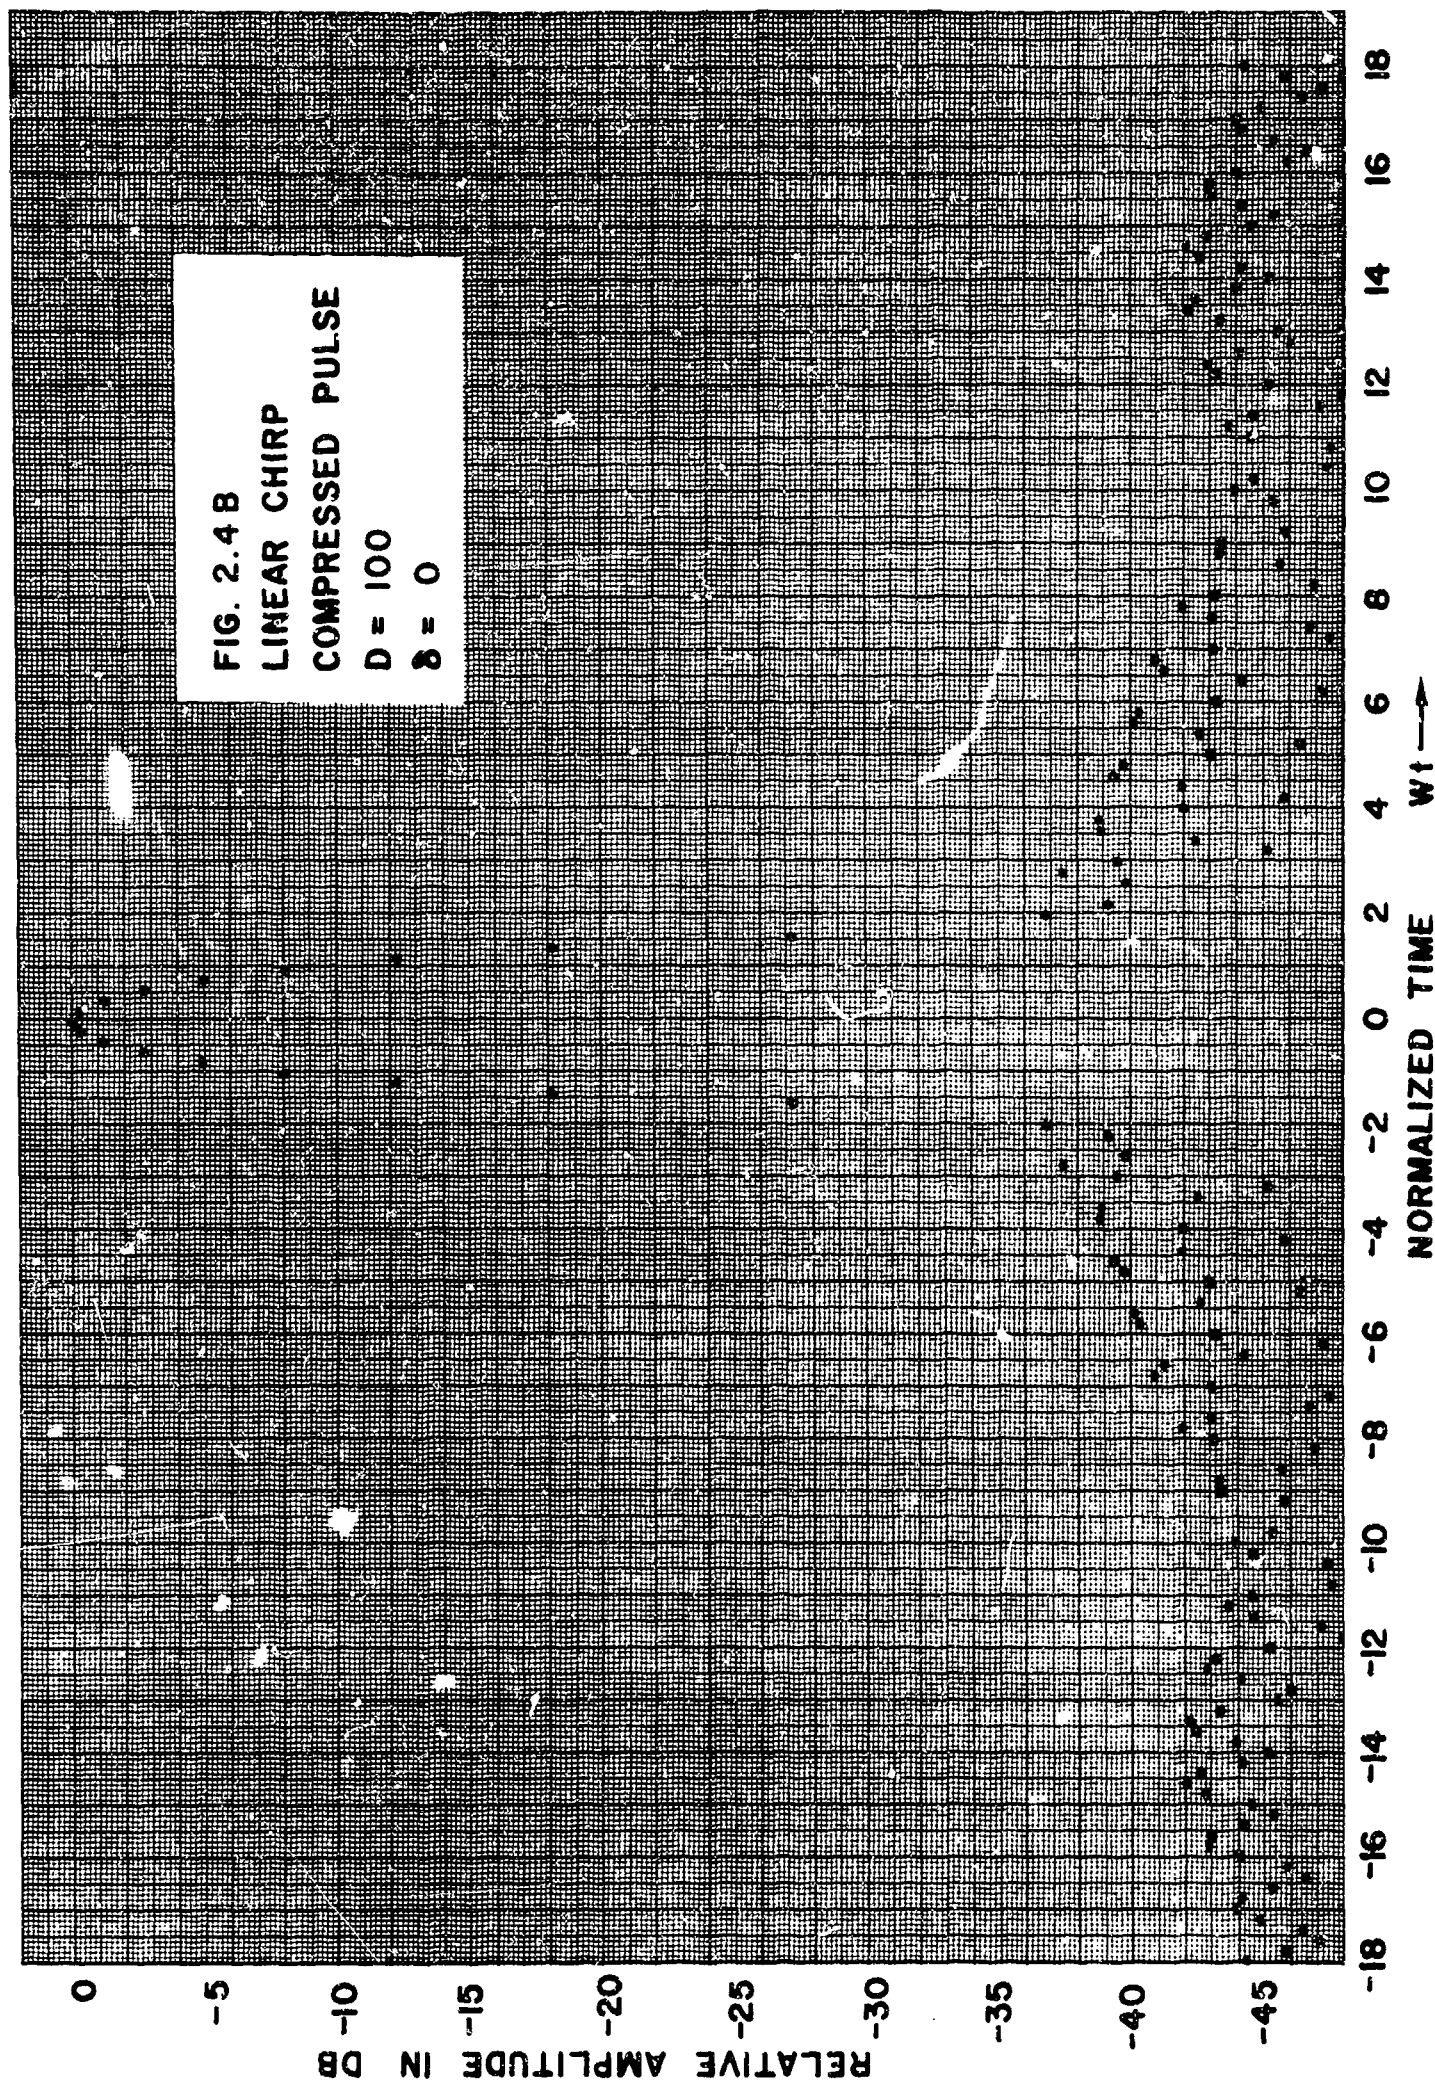 FIG. 2.4B
LINEAR CHIRP
COMPRESSED PULSE
D = 100
δ = 0
RELATIVE AMPLITUDE IN DB
0
-5
-10
-15
-20
-25
-30
-35
-40
-45
-18 -16 -14 -12 -10 -8 -6 -4 -2 0 2 4 6 8 10 12 14 16 18
NORMALIZED TIME Wt →